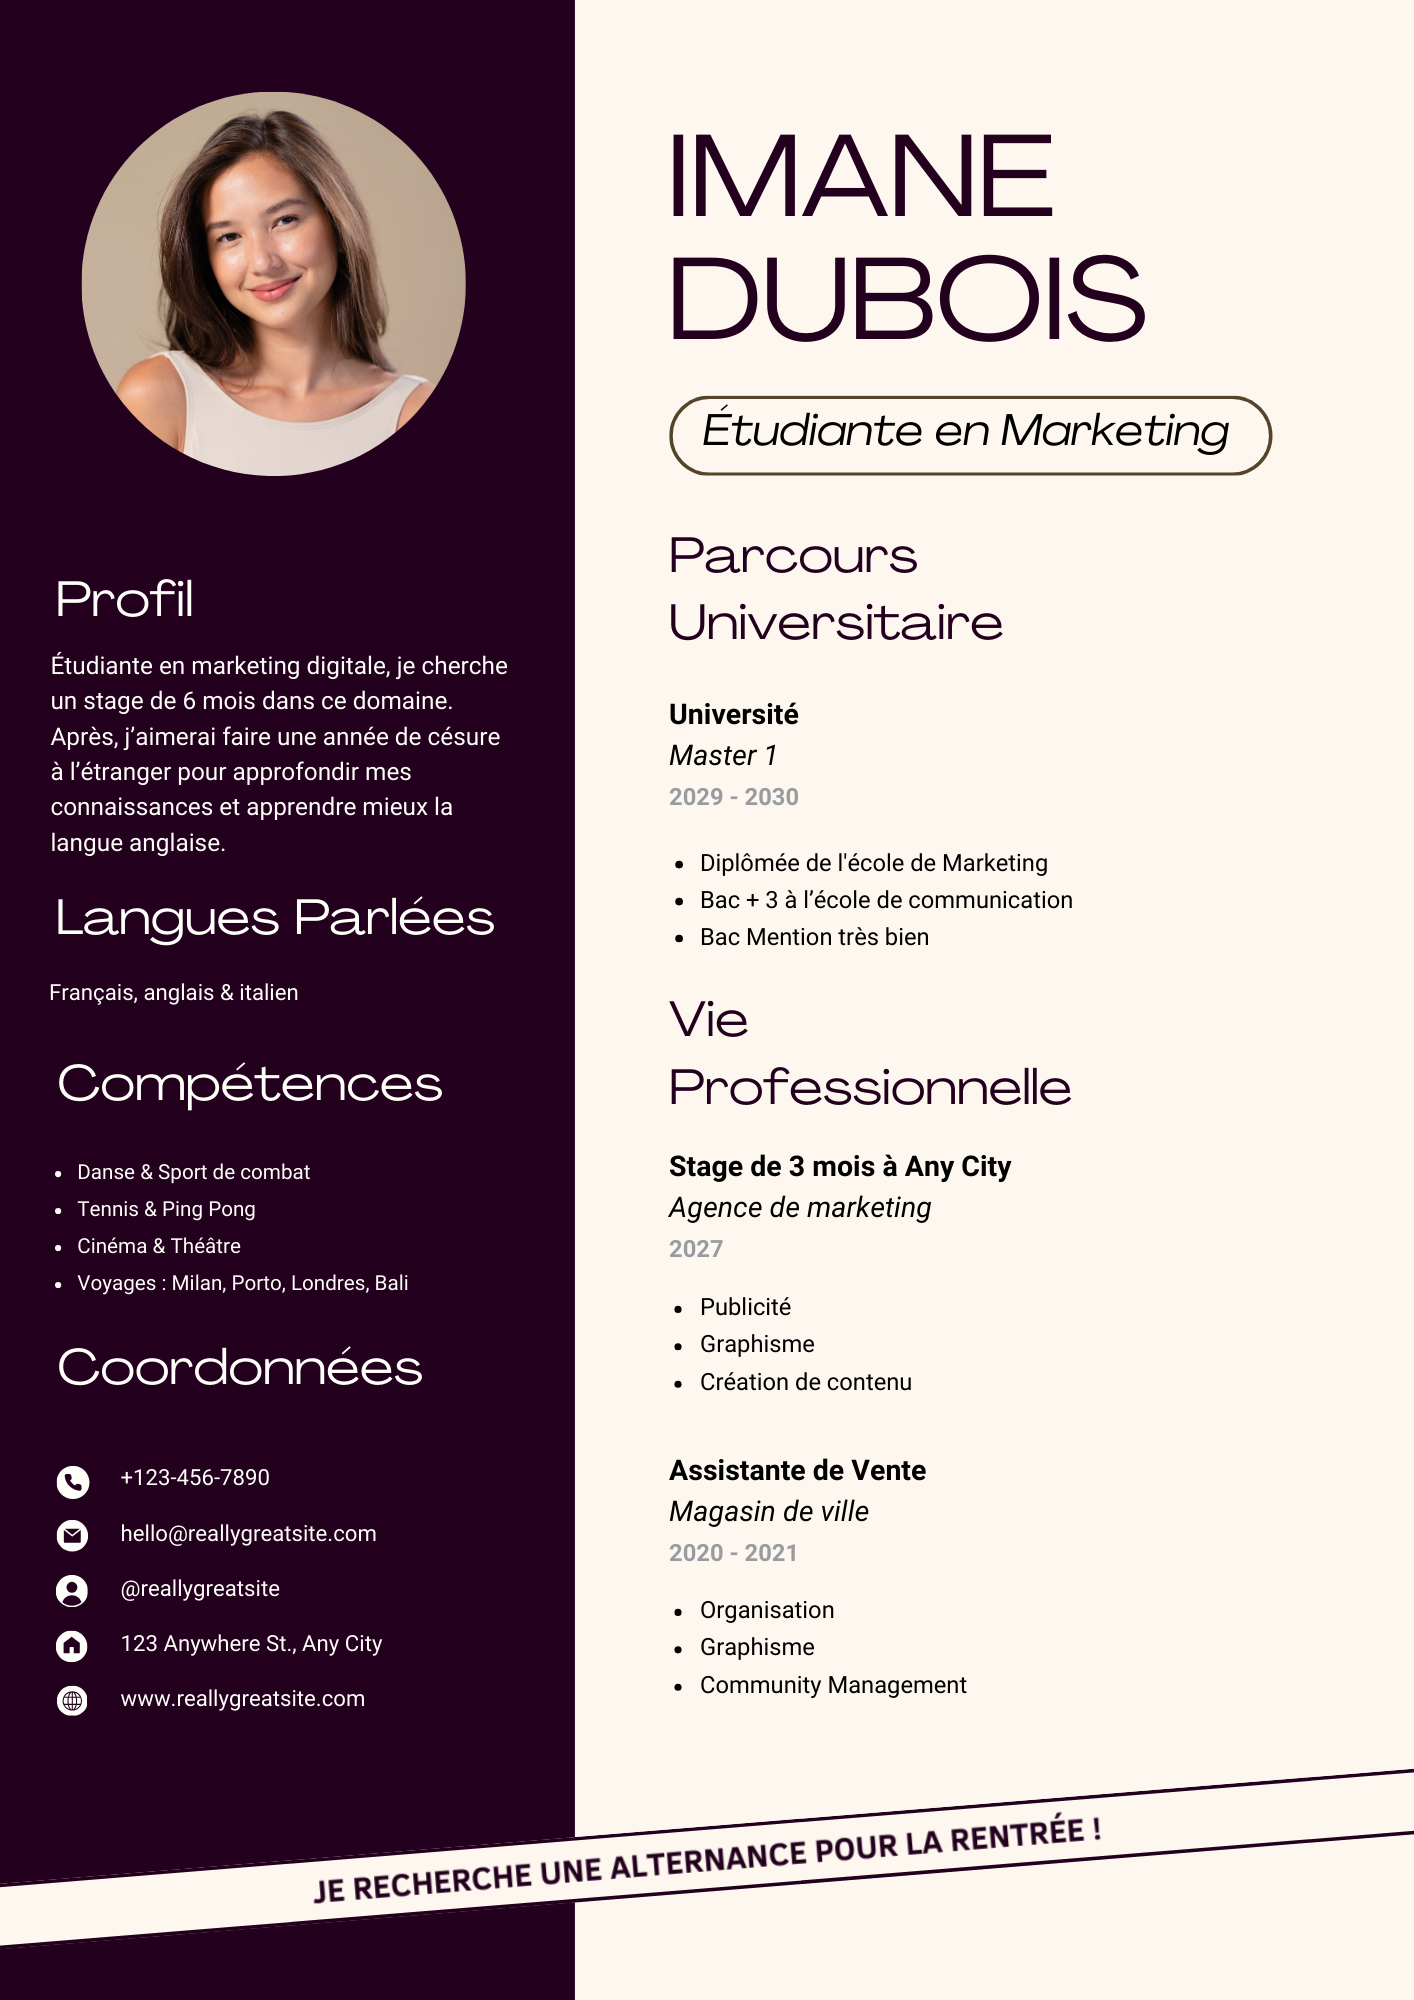 IMANE
DUBOIS
Étudiante en Marketing
Profil
Étudiante en marketing digitale, je cherche
un stage de 6 mois dans ce domaine.
Après, j’aimerai faire une année de césure
à l’étranger pour approfondir mes
connaissances et apprendre mieux la
langue anglaise.
Langues Parlées
Français, anglais & italien
Compétences
• Danse & Sport de combat
• Tennis & Ping Pong
• Cinéma & Théâtre
• Voyages : Milan, Porto, Londres, Bali
Coordonnées
+123-456-7890
hello@reallygreatsite.com
@reallygreatsite
123 Anywhere St., Any City
www.reallygreatsite.com
Parcours
Universitaire
Université
Master 1
2029 - 2030
• Diplômée de l'école de Marketing
• Bac + 3 à l’école de communication
• Bac Mention très bien
Vie
Professionnelle
Stage de 3 mois à Any City
Agence de marketing
2027
• Publicité
• Graphisme
• Création de contenu
Assistante de Vente
Magasin de ville
2020 - 2021
• Organisation
• Graphisme
• Community Management
JE RECHERCHE UNE ALTERNANCE POUR LA RENTRÉE !